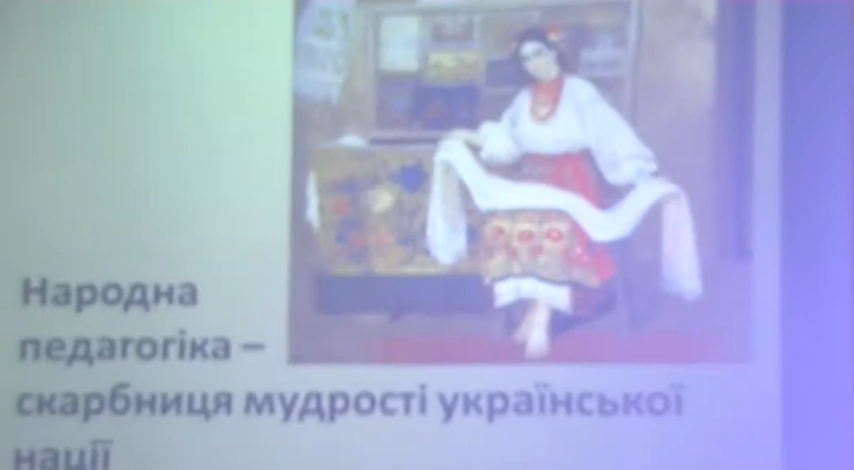 Народна
педагогіка –
скарбниця мудрості української
нації